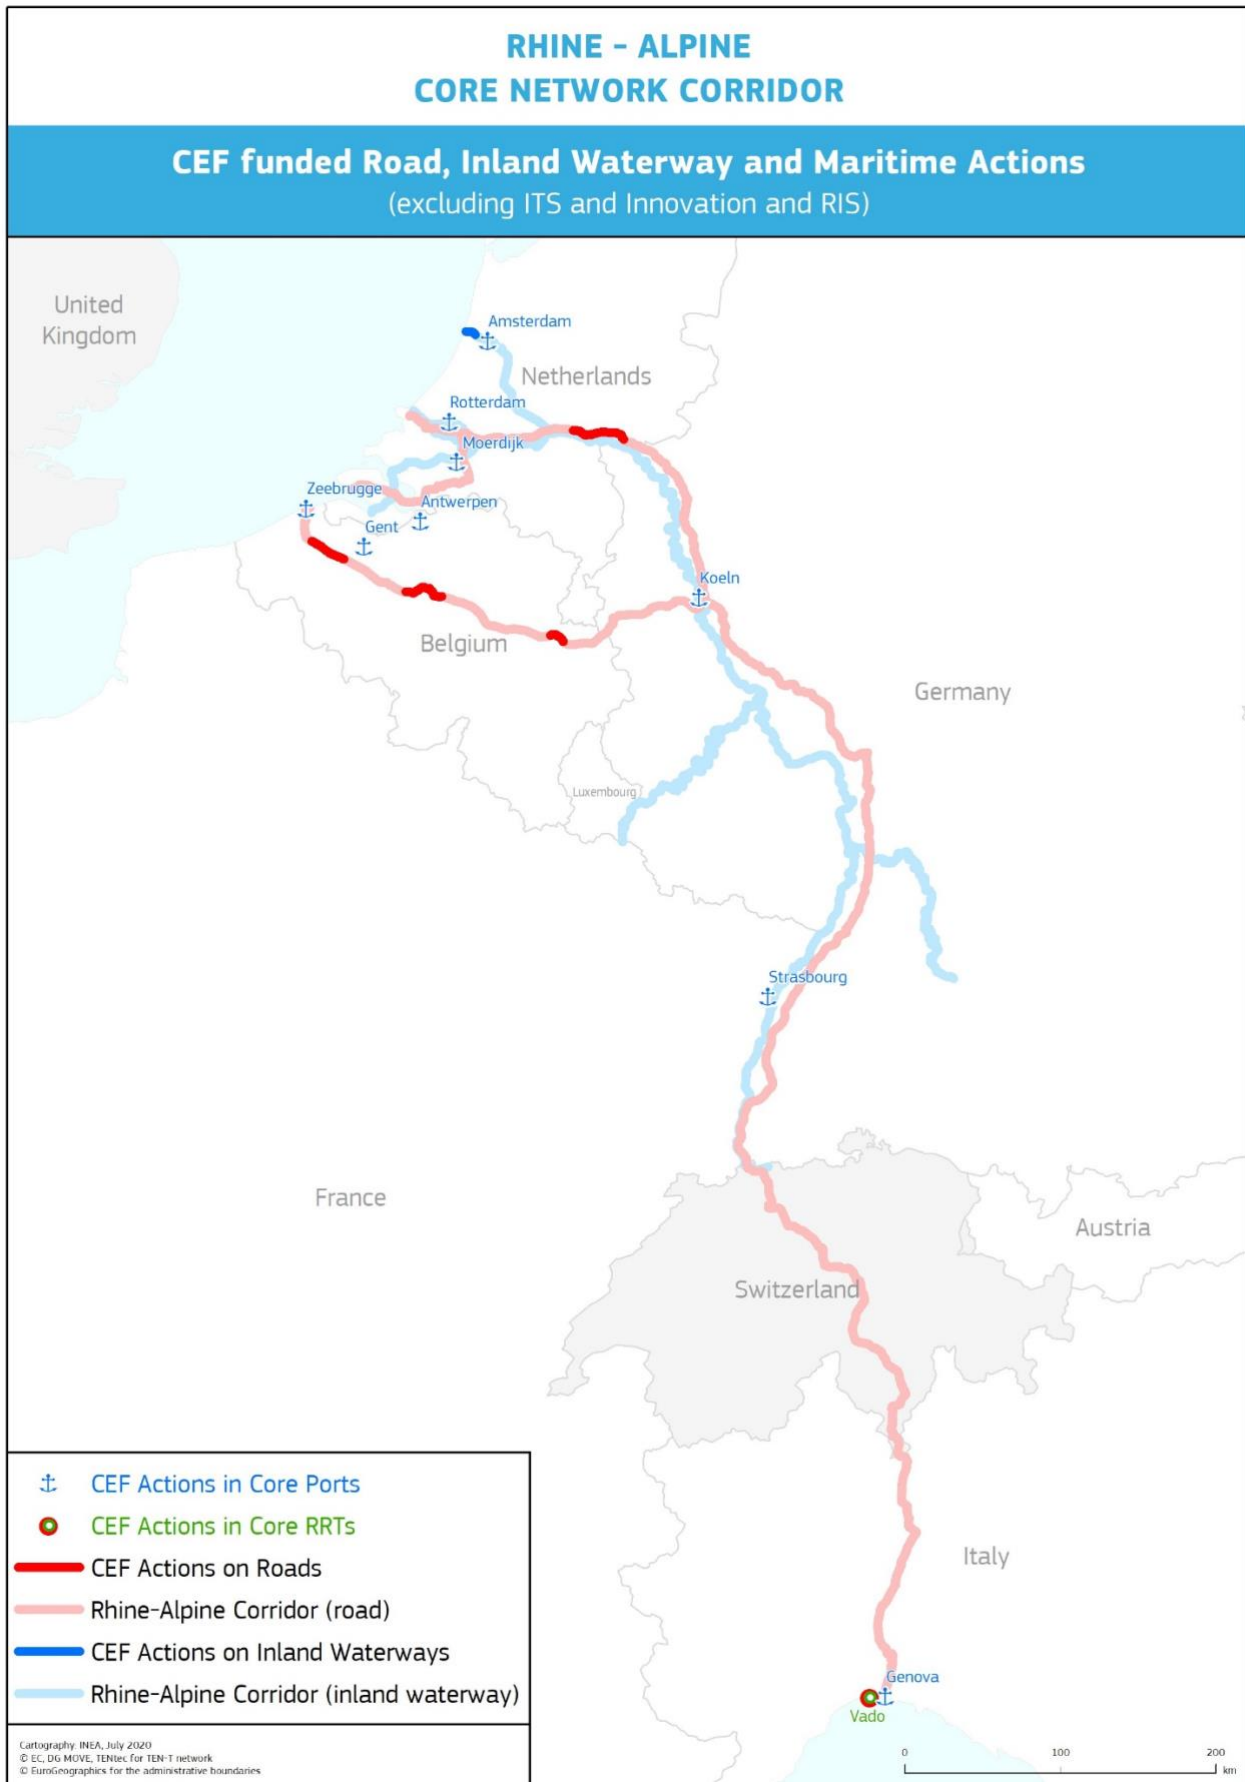 RHINE - ALPINE
CORE NETWORK CORRIDOR
CEF funded Road, Inland Waterway and Maritime Actions
(excluding ITS and Innovation and RIS)
United
Kingdom
Amsterdam
Netherlands
Rotterdam
Moerdijk
Zeebrugge
Antwerpen
Gent
Koeln
Belgium
Germany
Luxembourg
Strasbourg
France
Austria
Switzerland
Italy
Genova
Vado
CEF Actions in Core Ports
CEF Actions in Core RRTs
CEF Actions on Roads
Rhine-Alpine Corridor (road)
CEF Actions on Inland Waterways
Rhine-Alpine Corridor (inland waterway)
Cartography: INEA, July 2020
© EC, DG MOVE, TENtec for TEN-T network
© EuroGeographics for the administrative boundaries
0 100 200
km